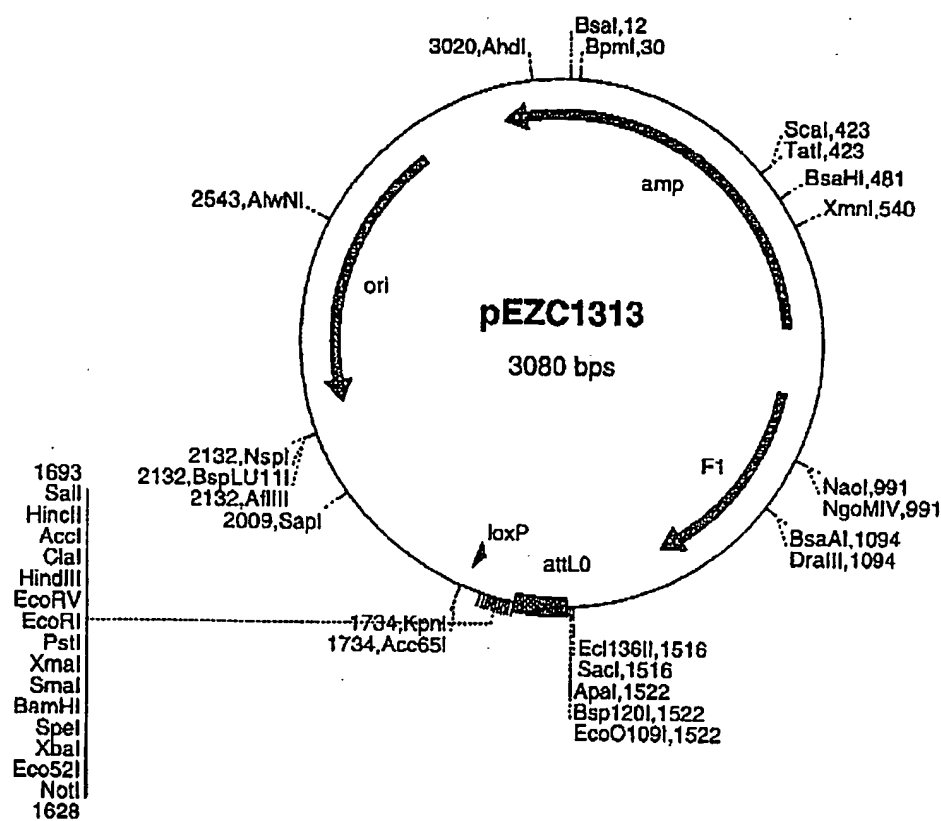 BsaI,12
3020,AhdI
BpmI,30
ScaI,423
TatI,423
BsaHI,481
XmnI,540
amp
2543,AlwNI
ori
pEZC1313
3080 bps
F1
NaoI,991
NgoMIV,991
BsaAI,1094
DraIII,1094
2132,NspI
2132,BspLU11I
2132,AflIII
2009,SapI
loxP
attL0
1734,KpnI
1734,Acc65I
Ecl136II,1516
SacI,1516
ApaI,1522
Bsp120I,1522
EcoO109I,1522
1693
SalI
HincII
AccI
ClaI
HindIII
EcoRV
EcoRI
PstI
XmaI
SmaI
BamHI
SpeI
XbaI
Eco52I
NotI
1628